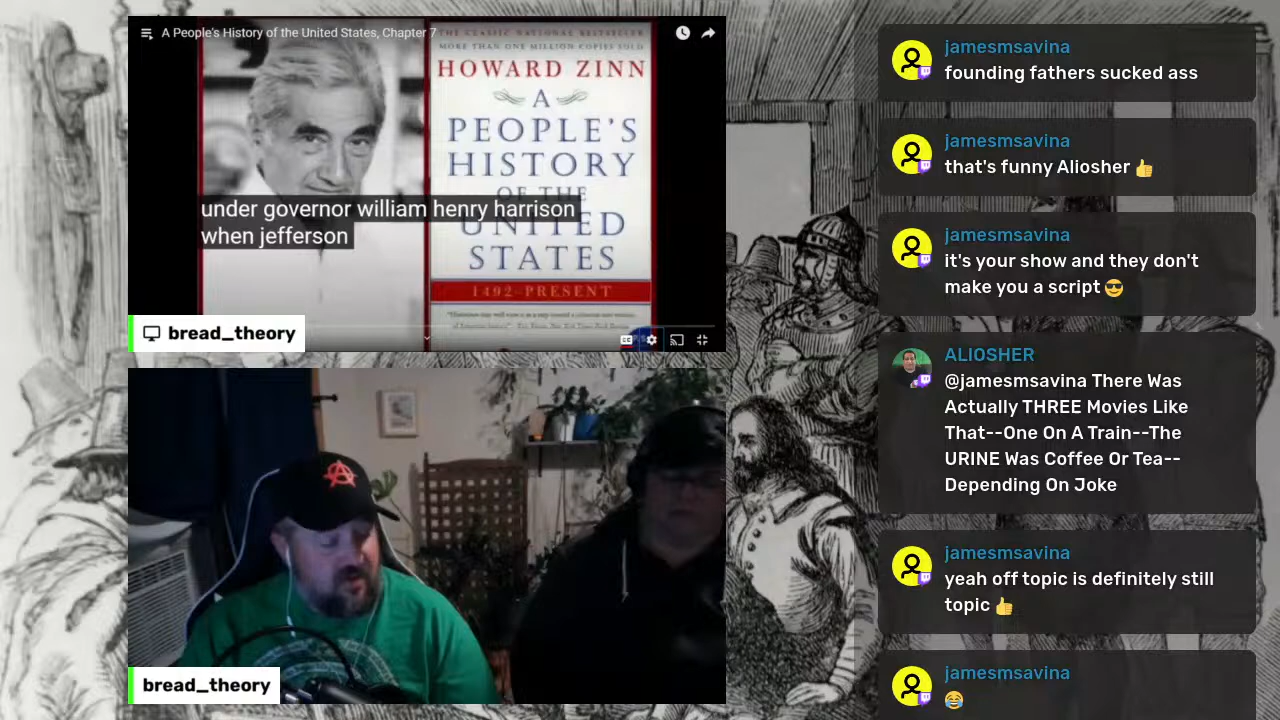 A People's History of the United States, Chapter 7
THE CLASSIC NATIONAL BESTSELLER
MORE THAN ONE MILLION COPIES SOLD
HOWARD ZINN
A
PEOPLE'S
HISTORY
OF THE
UNITED
STATES
1492–PRESENT
under governor william henry harrison
when jefferson
bread_theory
bread_theory
jamesmsavina
founding fathers sucked ass
jamesmsavina
that's funny Aliosher 👍
jamesmsavina
it's your show and they don't
make you a script 😎
ALIOSHER
@jamesmsavina There Was
Actually THREE Movies Like
That--One On A Train--The
URINE Was Coffee Or Tea--
Depending On Joke
jamesmsavina
yeah off topic is definitely still
topic 👍
jamesmsavina
😂